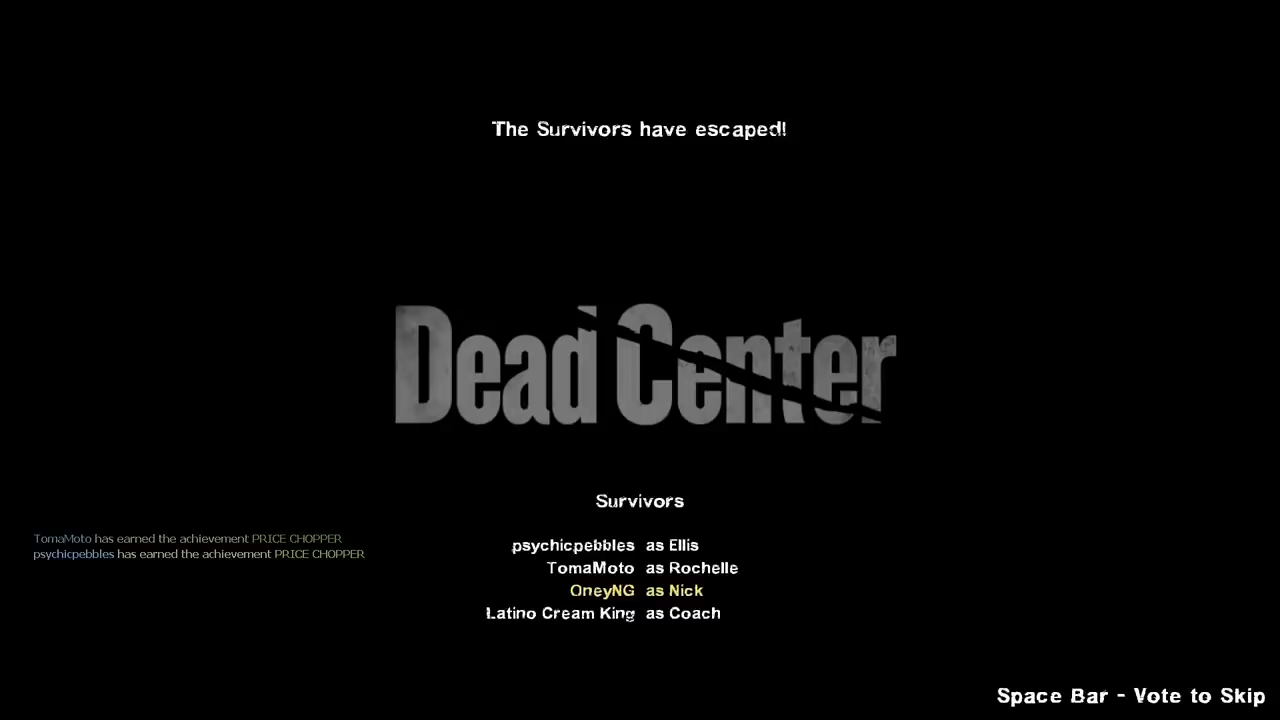 The Survivors have escaped!
Dead Center
Survivors
TomaMoto has earned the achievement PRICE CHOPPER
psychicpebbles has earned the achievement PRICE CHOPPER
psychicpebbles as Ellis
TomaMoto as Rochelle
OneyNG as Nick
Latino Cream King as Coach
Space Bar - Vote to Skip